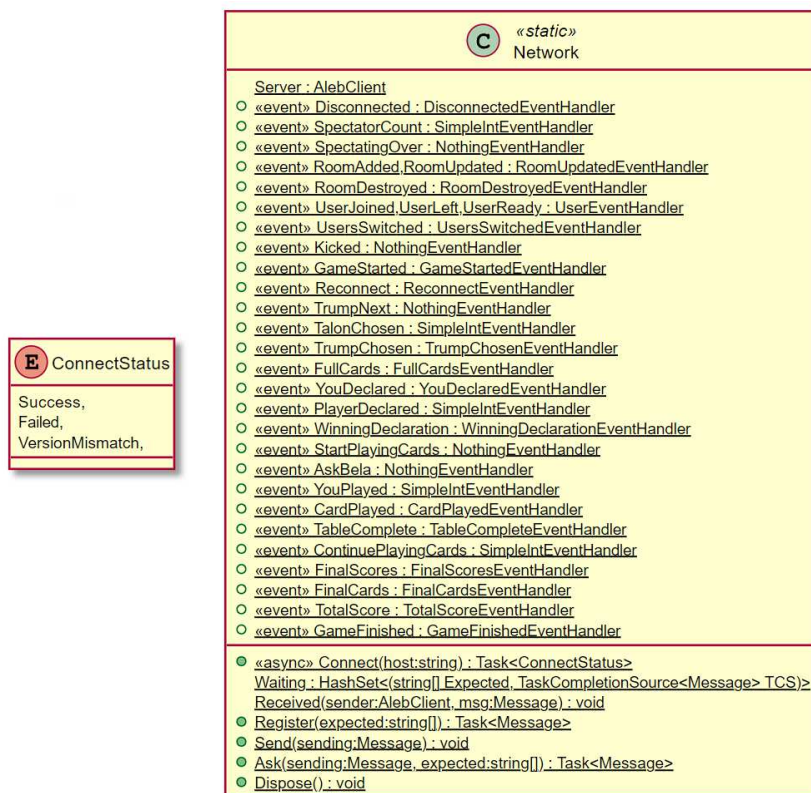 E ConnectStatus
Success,
Failed,
VersionMismatch,
C «static»
Network
Server : AlebClient
«event» Disconnected : DisconnectedEventHandler
«event» SpectatorCount : SimpleIntEventHandler
«event» SpectatingOver : NothingEventHandler
«event» RoomAdded,RoomUpdated : RoomUpdatedEventHandler
«event» RoomDestroyed : RoomDestroyedEventHandler
«event» UserJoined,UserLeft,UserReady : UserEventHandler
«event» UsersSwitched : UsersSwitchedEventHandler
«event» Kicked : NothingEventHandler
«event» GameStarted : GameStartedEventHandler
«event» Reconnect : ReconnectEventHandler
«event» TrumpNext : NothingEventHandler
«event» TalonChosen : SimpleIntEventHandler
«event» TrumpChosen : TrumpChosenEventHandler
«event» FullCards : FullCardsEventHandler
«event» YouDeclared : YouDeclaredEventHandler
«event» PlayerDeclared : SimpleIntEventHandler
«event» WinningDeclaration : WinningDeclarationEventHandler
«event» StartPlayingCards : NothingEventHandler
«event» AskBela : NothingEventHandler
«event» YouPlayed : SimpleIntEventHandler
«event» CardPlayed : CardPlayedEventHandler
«event» TableComplete : TableCompleteEventHandler
«event» ContinuePlayingCards : SimpleIntEventHandler
«event» FinalScores : FinalScoresEventHandler
«event» FinalCards : FinalCardsEventHandler
«event» TotalScore : TotalScoreEventHandler
«event» GameFinished : GameFinishedEventHandler
«async» Connect(host:string) : Task<ConnectStatus>
Waiting : HashSet<(string[] Expected, TaskCompletionSource<Message> TCS)>
Received(sender:AlebClient, msg:Message) : void
Register(expected:string[]) : Task<Message>
Send(sending:Message) : void
Ask(sending:Message, expected:string[]) : Task<Message>
Dispose() : void